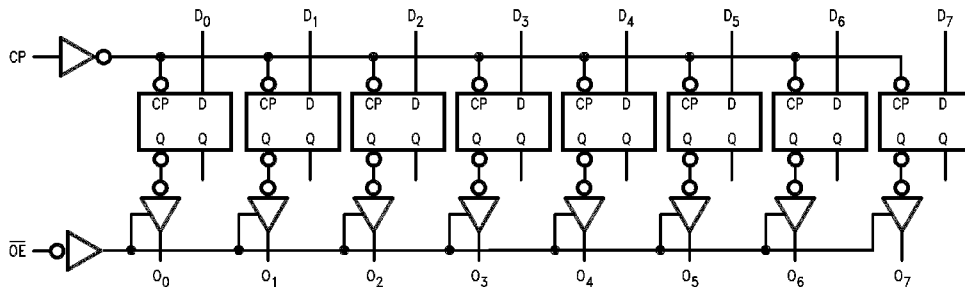 D₀ D₁ D₂ D₃ D₄ D₅ D₆ D₇
CP
CP D CP D CP D CP D CP D CP D CP D CP D
Q Q Q Q Q Q Q Q Q Q Q Q Q Q Q Q
O̅E̅
O₀ O₁ O₂ O₃ O₄ O₅ O₆ O₇